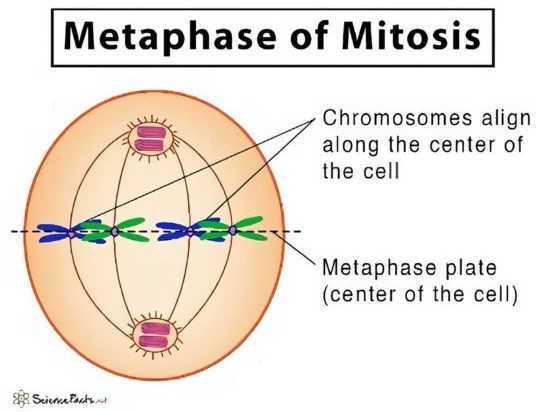 Metaphase of Mitosis
Chromosomes align
along the center of
the cell
Metaphase plate
(center of the cell)
ScienceFacts.net